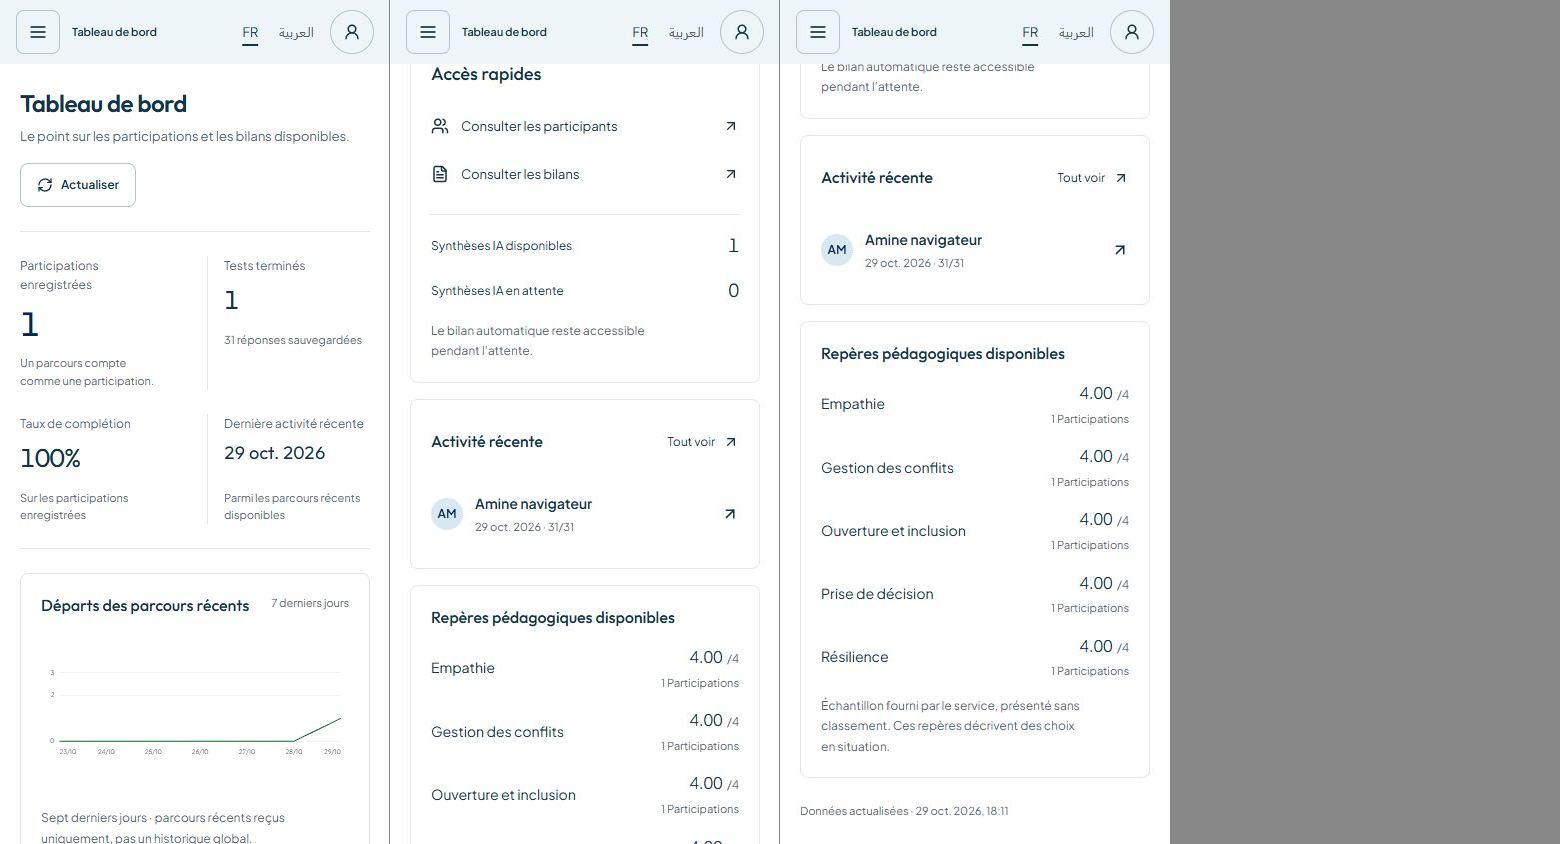 Tableau de bord
FR
العربية
Tableau de bord
Le point sur les participations et les bilans disponibles.
Actualiser
Participations
enregistrées
1
Un parcours compte
comme une participation.
Tests terminés
1
31 réponses sauvegardées
Taux de complétion
100%
Sur les participations
enregistrées
Dernière activité récente
29 oct. 2026
Parmi les parcours récents
disponibles
Départs des parcours récents
7 derniers jours
3
2
0
23/10 24/10 25/10 26/10 27/10 28/10 29/10
Sept derniers jours · parcours récents reçus
uniquement, pas un historique global.
Tableau de bord
FR
العربية
Accès rapides
Consulter les participants
Consulter les bilans
Synthèses IA disponibles
1
Synthèses IA en attente
0
Le bilan automatique reste accessible
pendant l'attente.
Activité récente
Tout voir
AM
Amine navigateur
29 oct. 2026 · 31/31
Repères pédagogiques disponibles
Empathie
4.00 /4
1 Participations
Gestion des conflits
4.00 /4
1 Participations
Ouverture et inclusion
4.00 /4
1 Participations
4.00 /4
Tableau de bord
FR
العربية
Le bilan automatique reste accessible
pendant l'attente.
Activité récente
Tout voir
AM
Amine navigateur
29 oct. 2026 · 31/31
Repères pédagogiques disponibles
Empathie
4.00 /4
1 Participations
Gestion des conflits
4.00 /4
1 Participations
Ouverture et inclusion
4.00 /4
1 Participations
Prise de décision
4.00 /4
1 Participations
Résilience
4.00 /4
1 Participations
Échantillon fourni par le service, présenté sans
classement. Ces repères décrivent des choix
en situation.
Données actualisées · 29 oct. 2026, 18:11